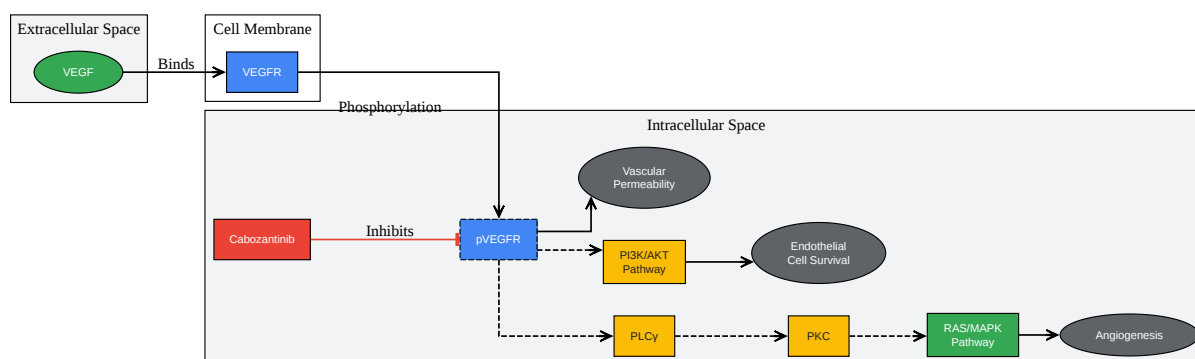 Extracellular Space
Cell Membrane
VEGF
Binds
VEGFR
Phosphorylation
Intracellular Space
Vascular
Permeability
Cabozantinib
Inhibits
pVEGFR
PI3K/AKT
Pathway
Endothelial
Cell Survival
PLCγ
PKC
RAS/MAPK
Pathway
Angiogenesis